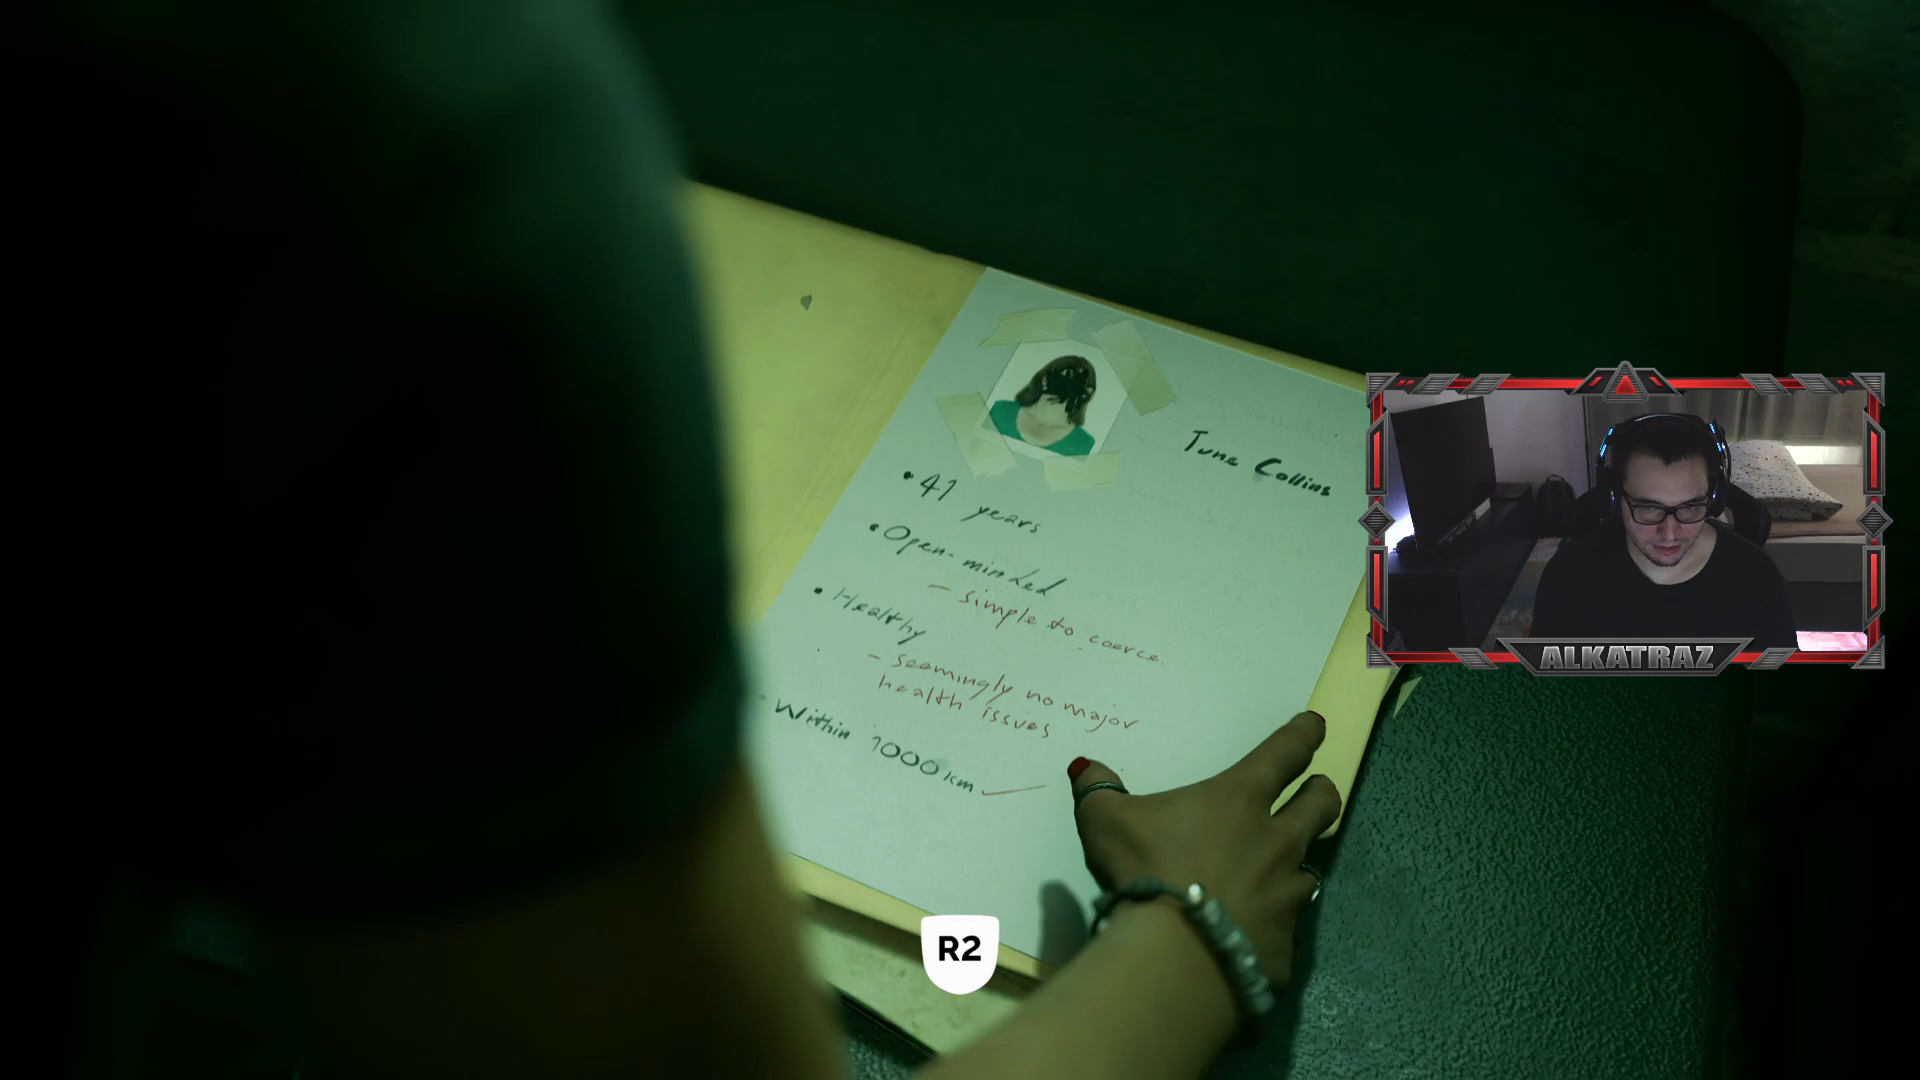 June Collins
• 41 years
• Open-minded
- simple to coerce.
• Healthy
- seemingly no major
health issues
• Within 1000 km ✓
R2
ALKATRAZ